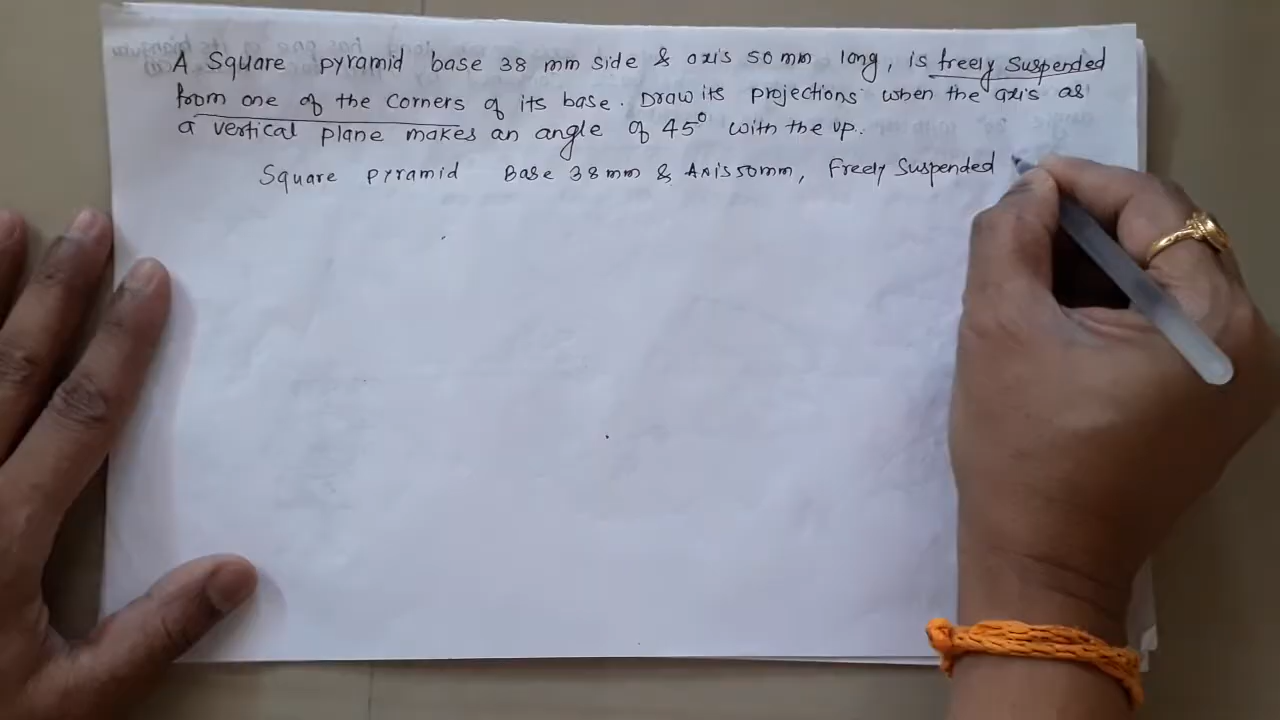 A Square pyramid base 38 mm side & axis 50 mm long, is freely suspended
from one of the corners of its base. Draw its projections when the axis as
a vertical plane makes an angle of 45° with the vp..
Square pyramid Base 38mm & Axis 50mm, Freely Suspended